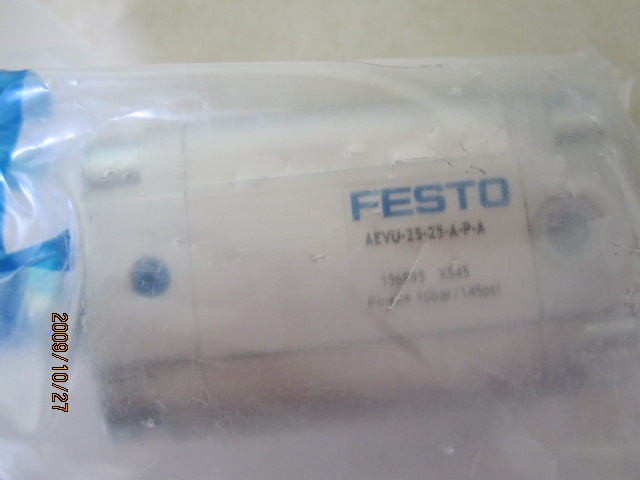 FESTO
AEVU-25-25-A-P-A
X545
10bar/145psi
2009/10/27